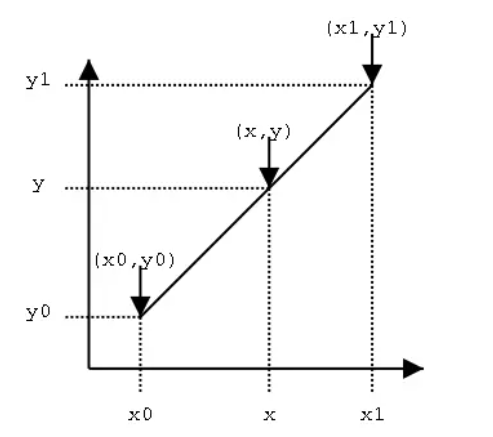 (x1,y1)
y1
(x,y)
y
(x0,y0)
y0
x0 x x1